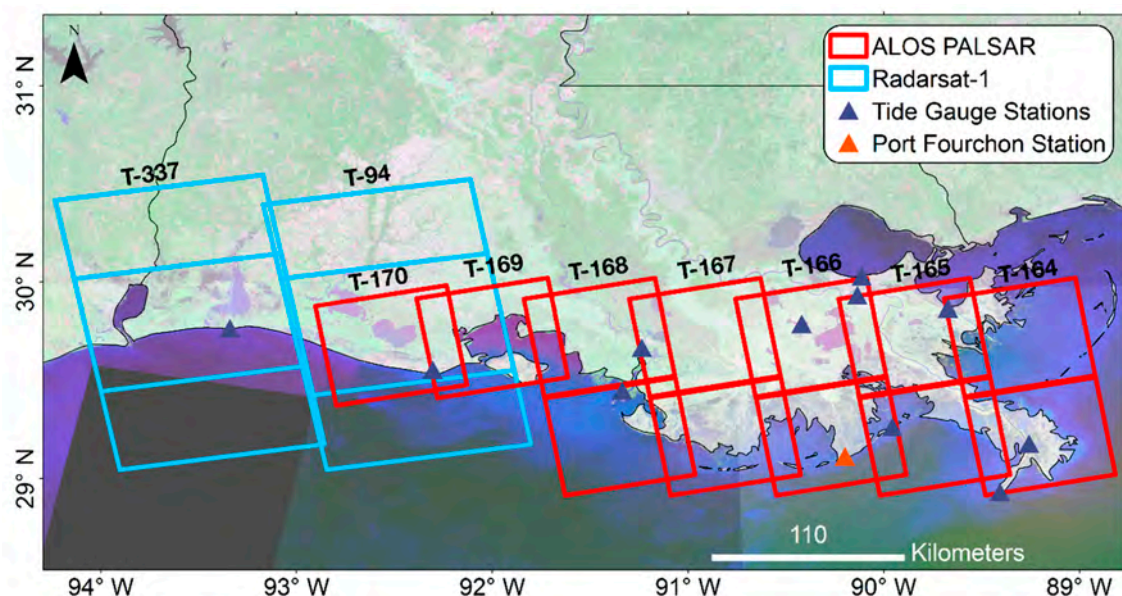 N
31° N
30° N
29° N
ALOS PALSAR
Radarsat-1
Tide Gauge Stations
Port Fourchon Station
T-337
T-94
T-170
T-169
T-168
T-167
T-166
T-165
T-164
110
Kilometers
94° W
93° W
92° W
91° W
90° W
89° W